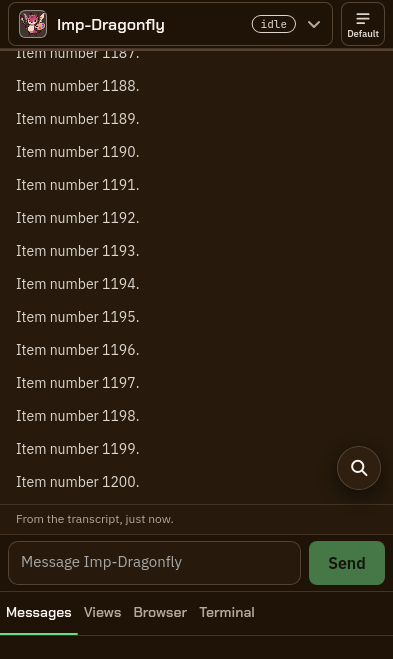 Imp-Dragonfly
idle
Default
Item number 1187.
Item number 1188.
Item number 1189.
Item number 1190.
Item number 1191.
Item number 1192.
Item number 1193.
Item number 1194.
Item number 1195.
Item number 1196.
Item number 1197.
Item number 1198.
Item number 1199.
Item number 1200.
From the transcript, just now.
Message Imp-Dragonfly
Send
Messages Views Browser Terminal